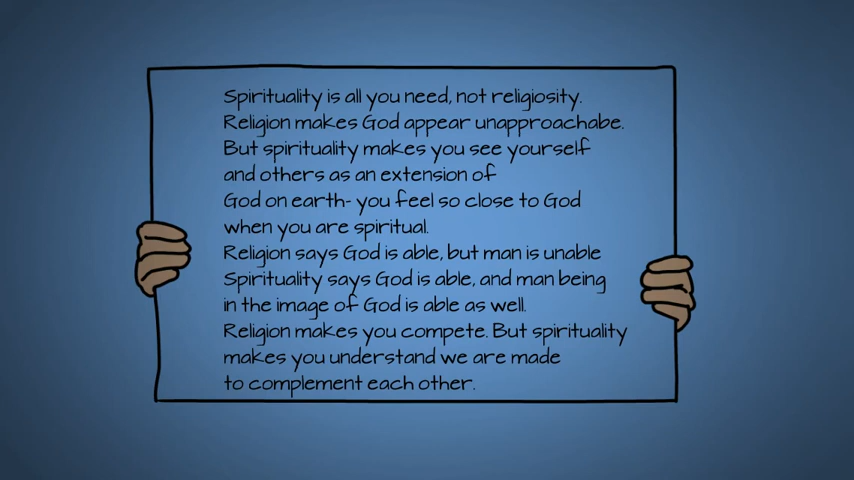 Spirituality is all you need, not religiosity.
Religion makes God appear unapproachabe.
But spirituality makes you see yourself
and others as an extension of
God on earth- you feel so close to God
when you are spiritual.
Religion says God is able, but man is unable
Spirituality says God is able, and man being
in the image of God is able as well.
Religion makes you compete. But spirituality
makes you understand we are made
to complement each other.